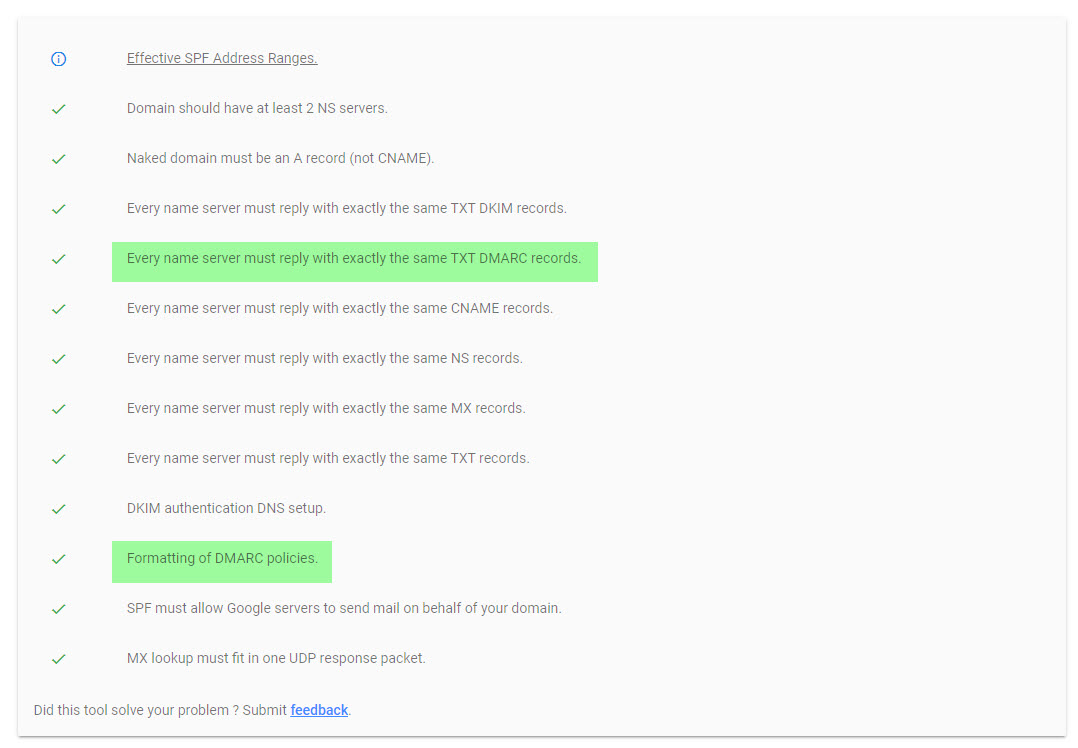 Effective SPF Address Ranges.
Domain should have at least 2 NS servers.
Naked domain must be an A record (not CNAME).
Every name server must reply with exactly the same TXT DKIM records.
Every name server must reply with exactly the same TXT DMARC records.
Every name server must reply with exactly the same CNAME records.
Every name server must reply with exactly the same NS records.
Every name server must reply with exactly the same MX records.
Every name server must reply with exactly the same TXT records.
DKIM authentication DNS setup.
Formatting of DMARC policies.
SPF must allow Google servers to send mail on behalf of your domain.
MX lookup must fit in one UDP response packet.
Did this tool solve your problem ? Submit feedback.